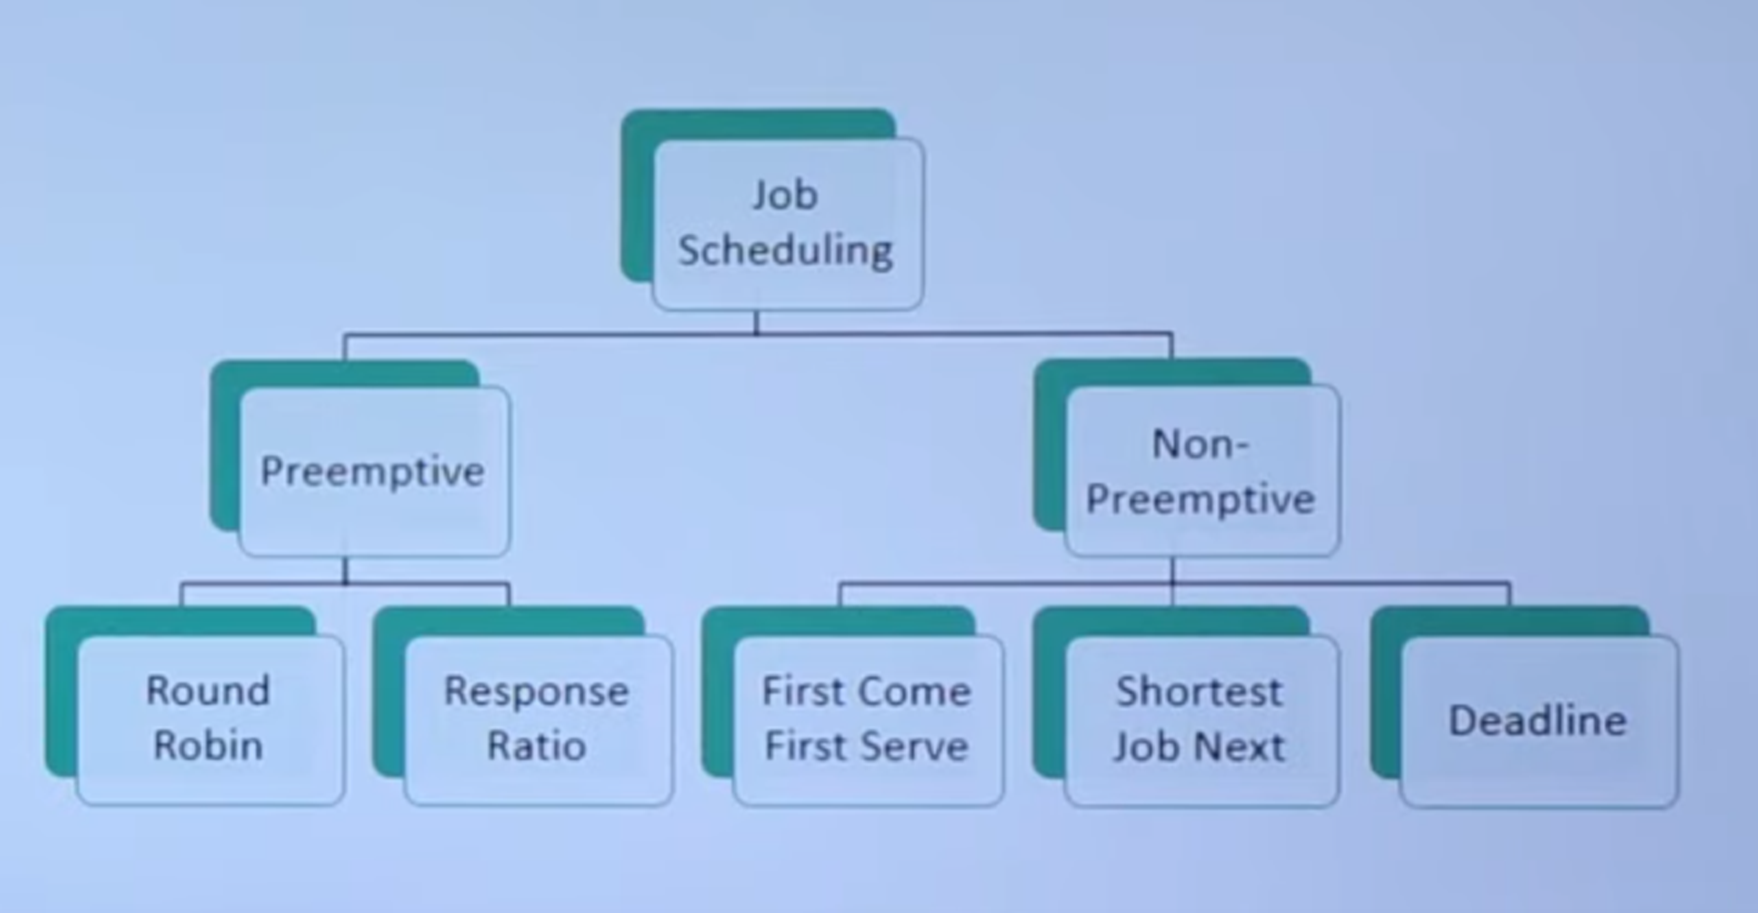 Job
Scheduling
Preemptive
Non-
Preemptive
Round
Robin
Response
Ratio
First Come
First Serve
Shortest
Job Next
Deadline